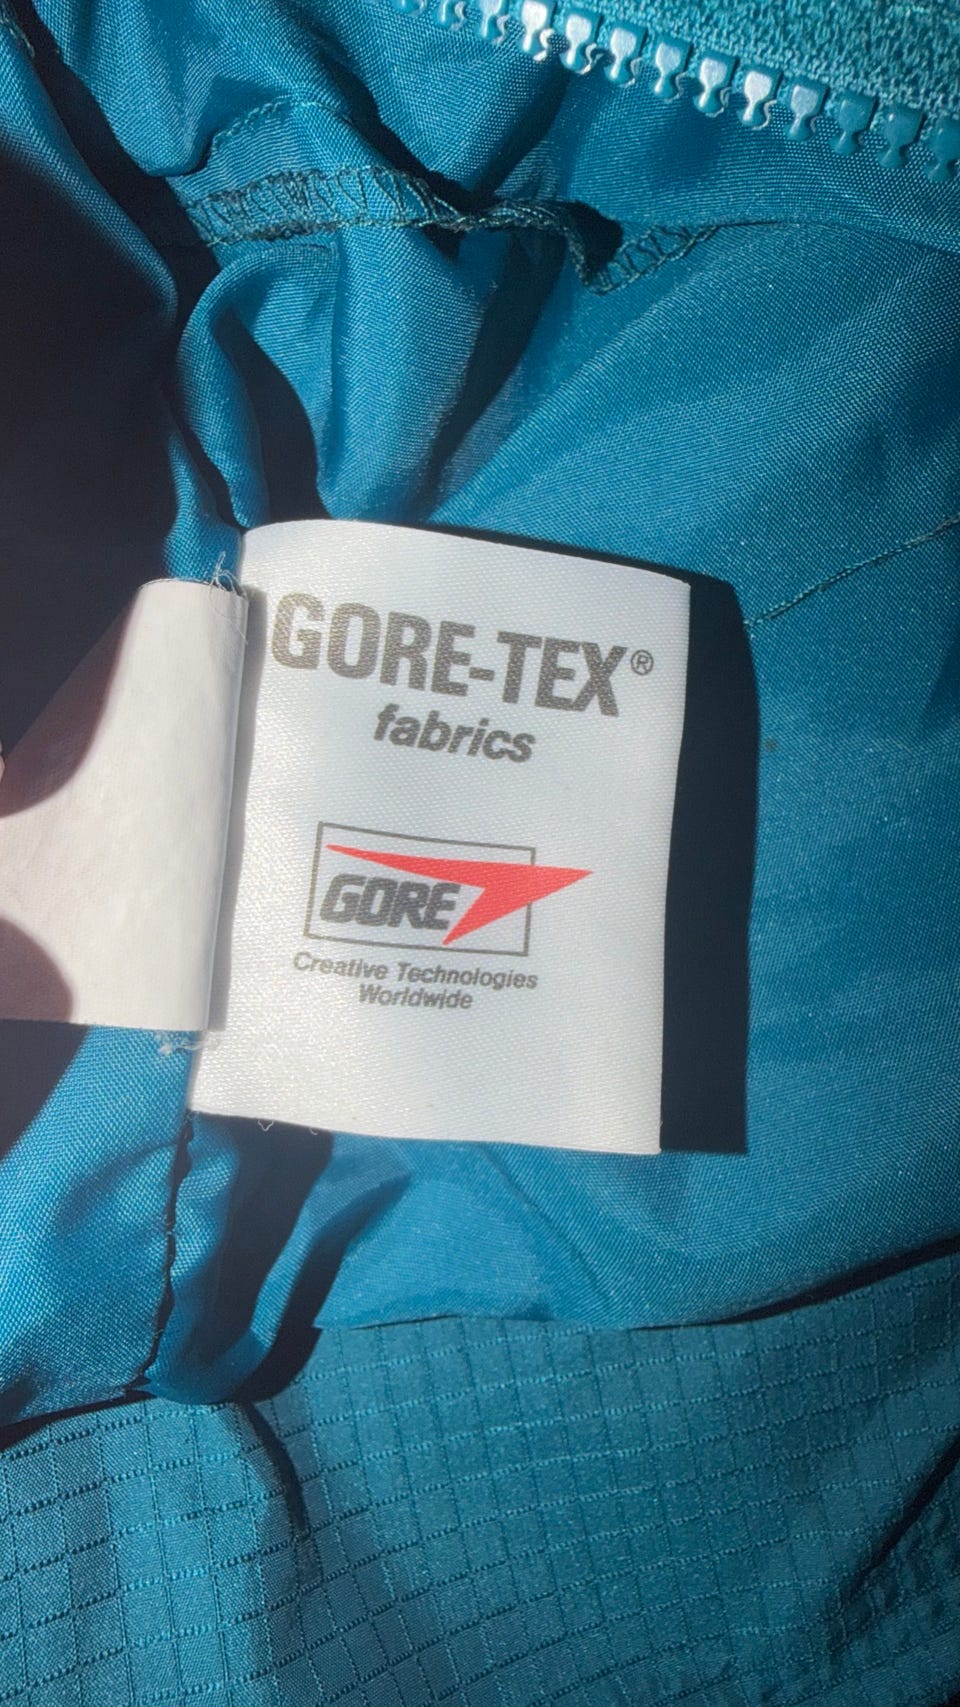 GORE-TEX®
fabrics
GORE
Creative Technologies
Worldwide